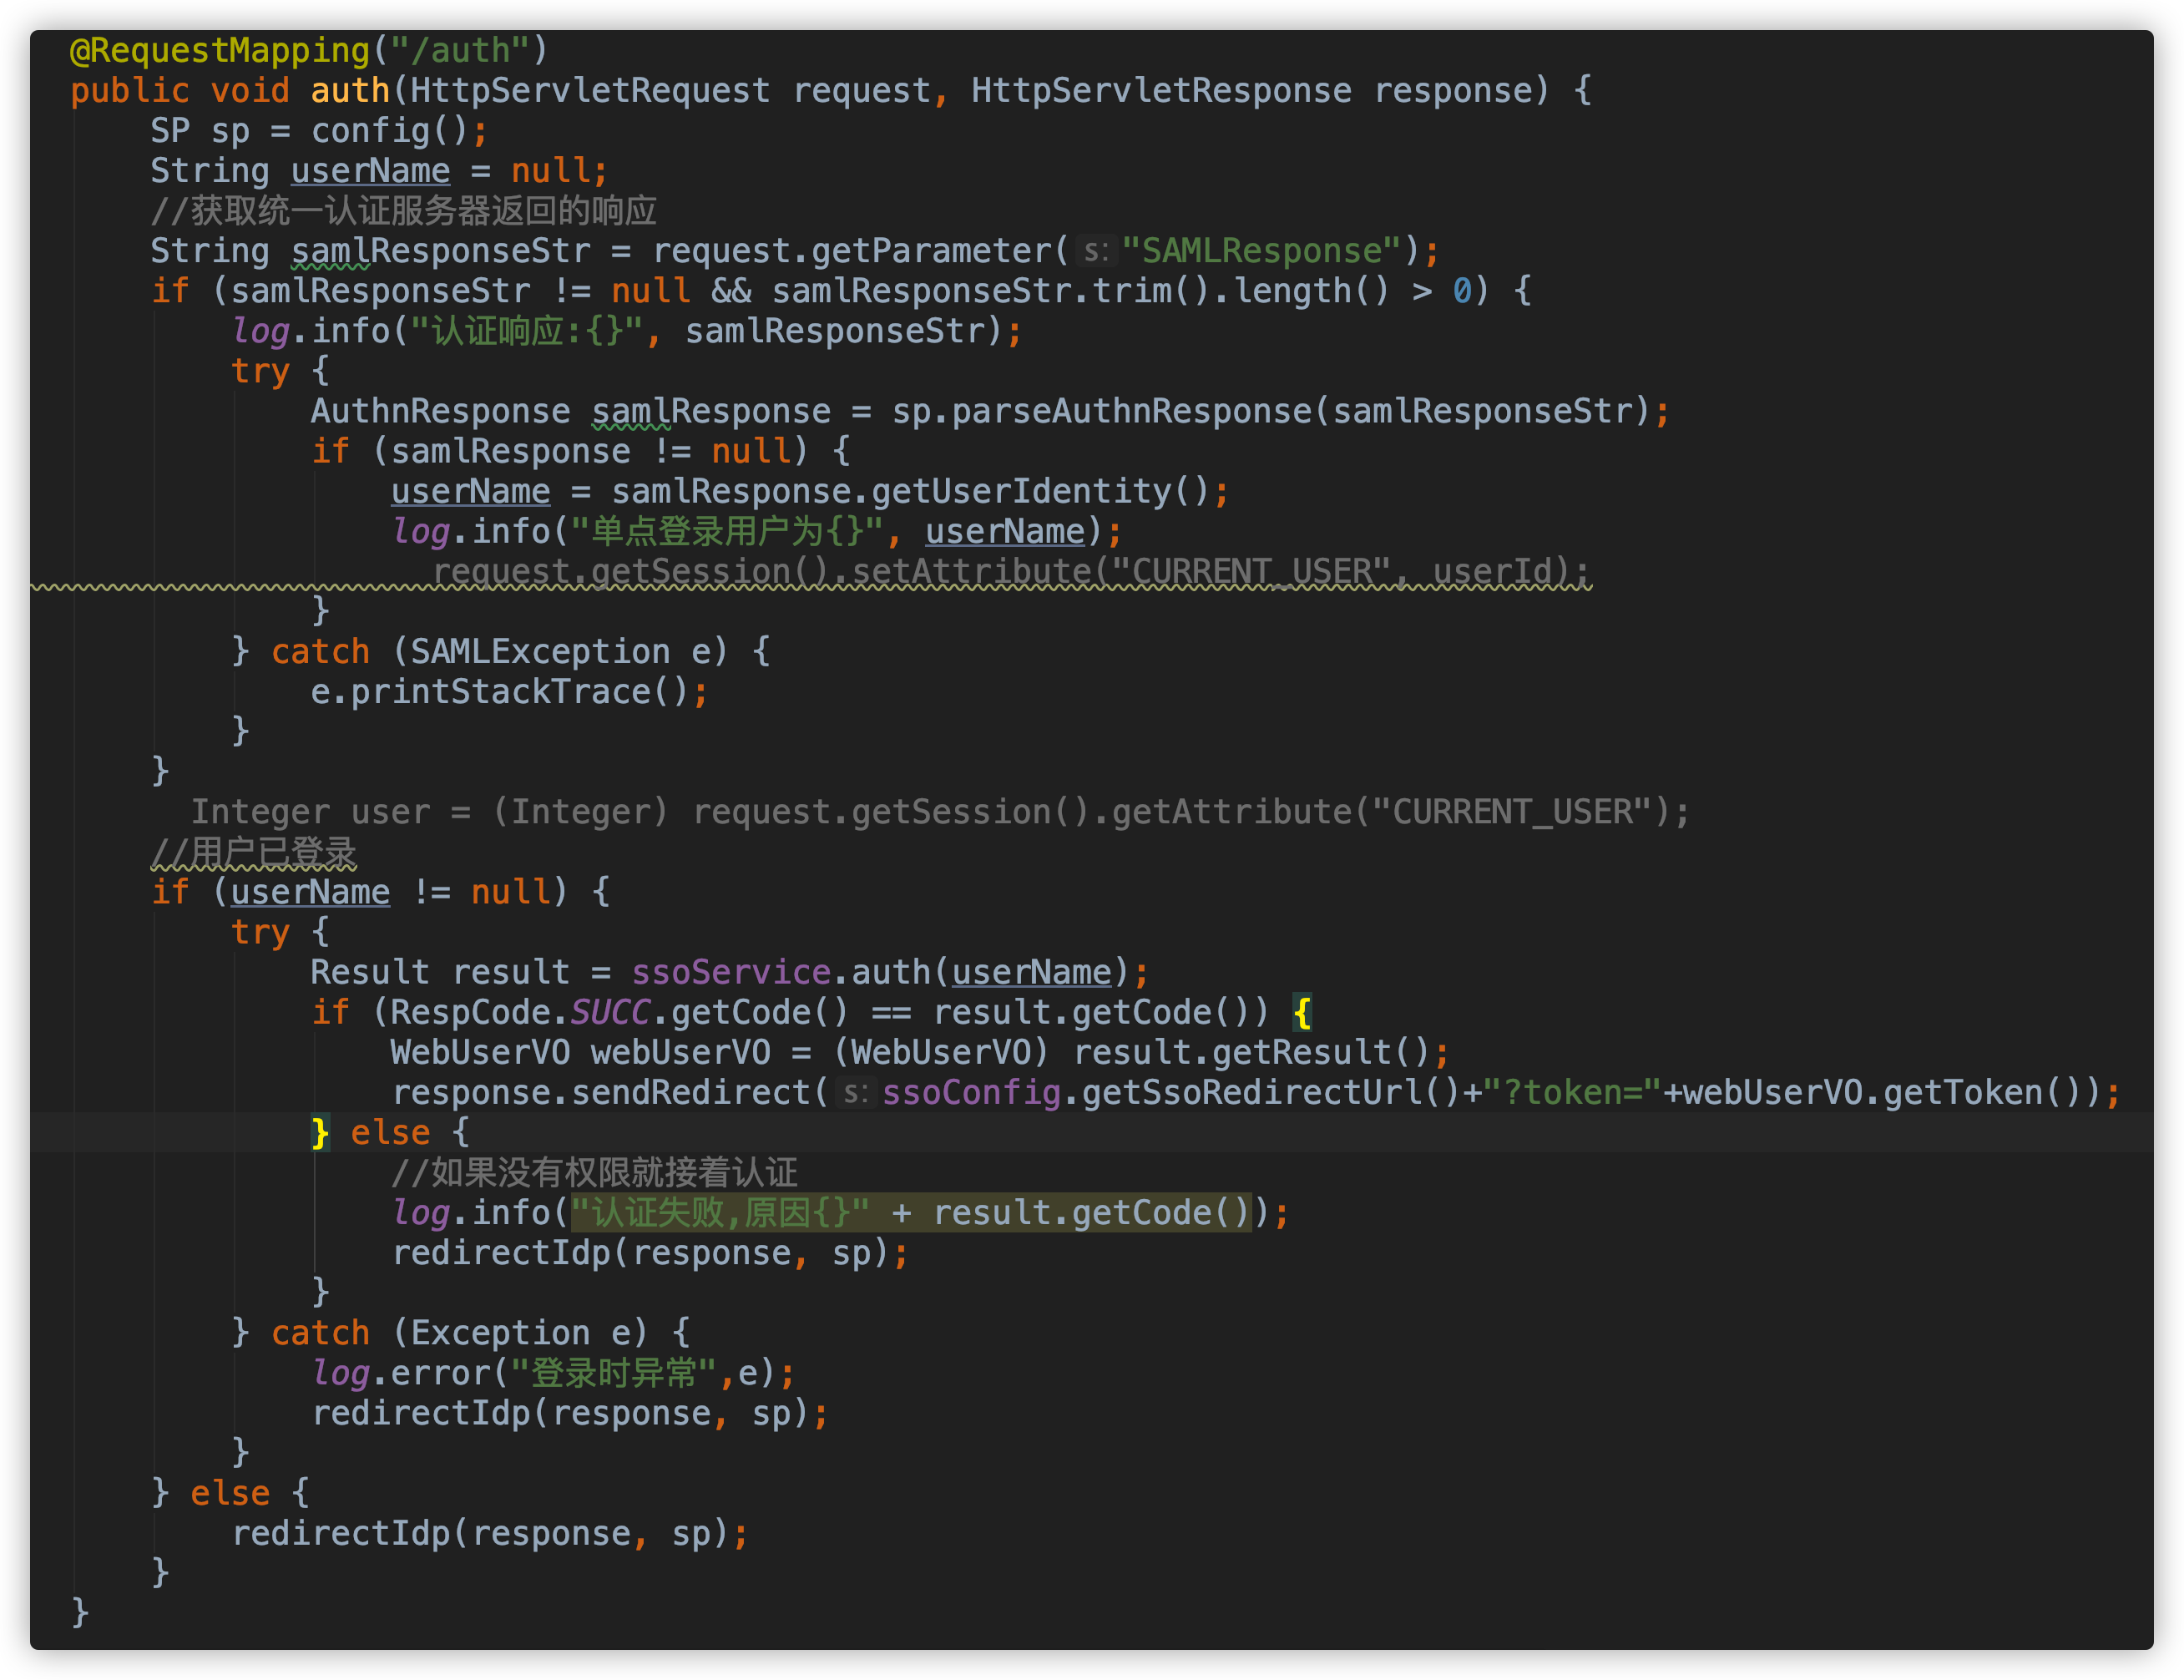 @RequestMapping("/auth")
public void auth(HttpServletRequest request, HttpServletResponse response) {
SP sp = config();
String userName = null;
//获取统一认证服务器返回的响应
String samlResponseStr = request.getParameter( s: "SAMLResponse");
if (samlResponseStr != null && samlResponseStr.trim().length() > 0) {
log.info("认证响应:{}", samlResponseStr);
try {
AuthnResponse samlResponse = sp.parseAuthnResponse(samlResponseStr);
if (samlResponse != null) {
userName = samlResponse.getUserIdentity();
log.info("单点登录用户为{}", userName);
request.getSession().setAttribute("CURRENT_USER", userId);
}
} catch (SAMLException e) {
e.printStackTrace();
}
}
Integer user = (Integer) request.getSession().getAttribute("CURRENT_USER");
//用户已登录
if (userName != null) {
try {
Result result = ssoService.auth(userName);
if (RespCode.SUCC.getCode() == result.getCode()) {
WebUserVO webUserVO = (WebUserVO) result.getResult();
response.sendRedirect( s: ssoConfig.getSsoRedirectUrl()+"?token="+webUserVO.getToken());
} else {
//如果没有权限就接着认证
log.info("认证失败,原因{}" + result.getCode());
redirectIdp(response, sp);
}
} catch (Exception e) {
log.error("登录时异常",e);
redirectIdp(response, sp);
}
} else {
redirectIdp(response, sp);
}
}